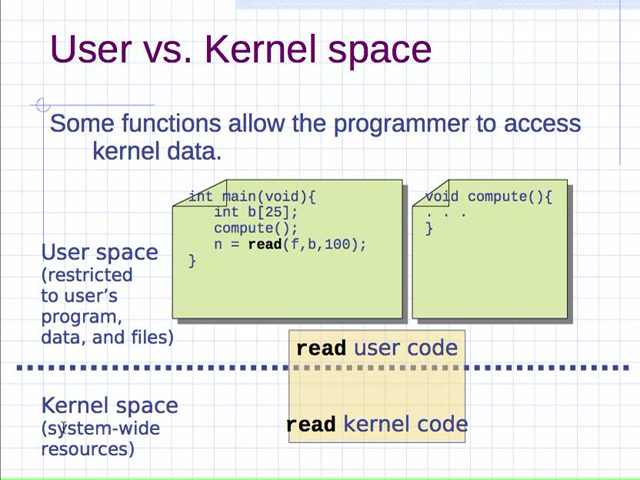 User vs. Kernel space
Some functions allow the programmer to access
kernel data.
int main(void){
int b[25];
compute();
n = read(f,b,100);
}
void compute(){
. . .
}
User space
(restricted
to user's
program,
data, and files)
read user code
Kernel space
(system-wide
resources)
read kernel code